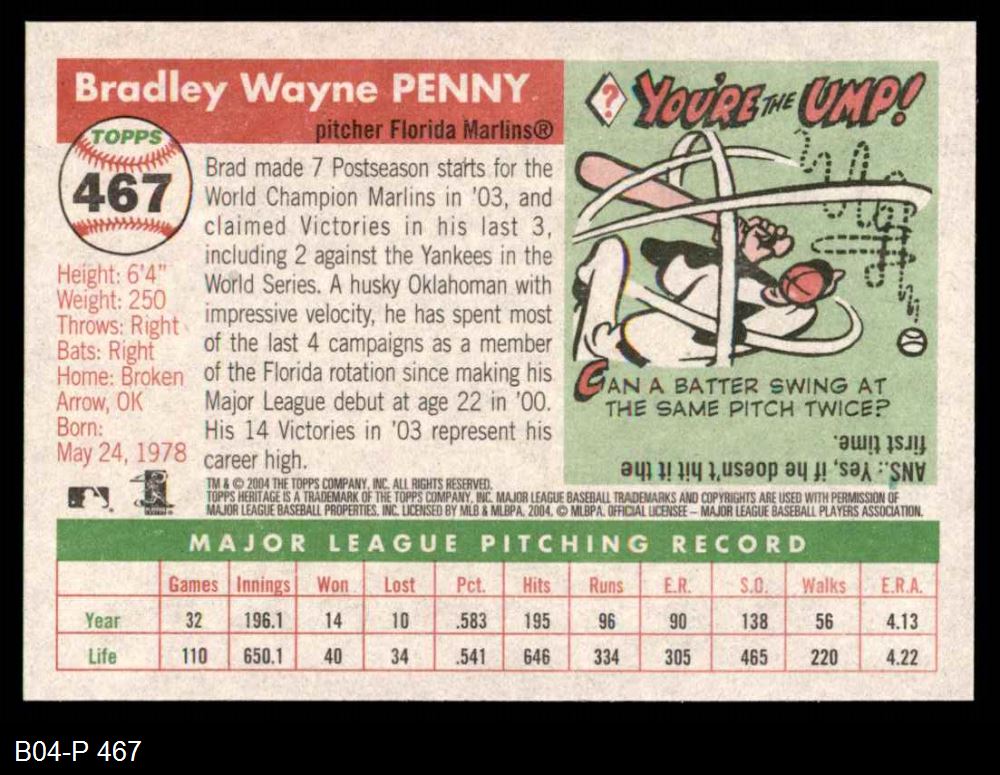 Bradley Wayne PENNY
pitcher Florida Marlins®
TOPPS
467
Height: 6'4"
Weight: 250
Throws: Right
Bats: Right
Home: Broken
Arrow, OK
Born:
May 24, 1978
Brad made 7 Postseason starts for the
World Champion Marlins in '03, and
claimed Victories in his last 3,
including 2 against the Yankees in the
World Series. A husky Oklahoman with
impressive velocity, he has spent most
of the last 4 campaigns as a member
of the Florida rotation since making his
Major League debut at age 22 in '00.
His 14 Victories in '03 represent his
career high.
? YOU'RE THE UMP!
CAN A BATTER SWING AT
THE SAME PITCH TWICE?
ANS.: Yes, if he doesn't hit it the
first time.
TM & © 2004 THE TOPPS COMPANY, INC. ALL RIGHTS RESERVED.
TOPPS HERITAGE IS A TRADEMARK OF THE TOPPS COMPANY, INC. MAJOR LEAGUE BASEBALL TRADEMARKS AND COPYRIGHTS ARE USED WITH PERMISSION OF
MAJOR LEAGUE BASEBALL PROPERTIES, INC. LICENSED BY MLB & MLBPA, 2004. © MLBPA. OFFICIAL LICENSEE – MAJOR LEAGUE BASEBALL PLAYERS ASSOCIATION.
MAJOR LEAGUE PITCHING RECORD
Games Innings Won Lost Pct. Hits Runs E.R. S.O. Walks E.R.A.
Year 32 196.1 14 10 .583 195 96 90 138 56 4.13
Life 110 650.1 40 34 .541 646 334 305 465 220 4.22
B04-P 467